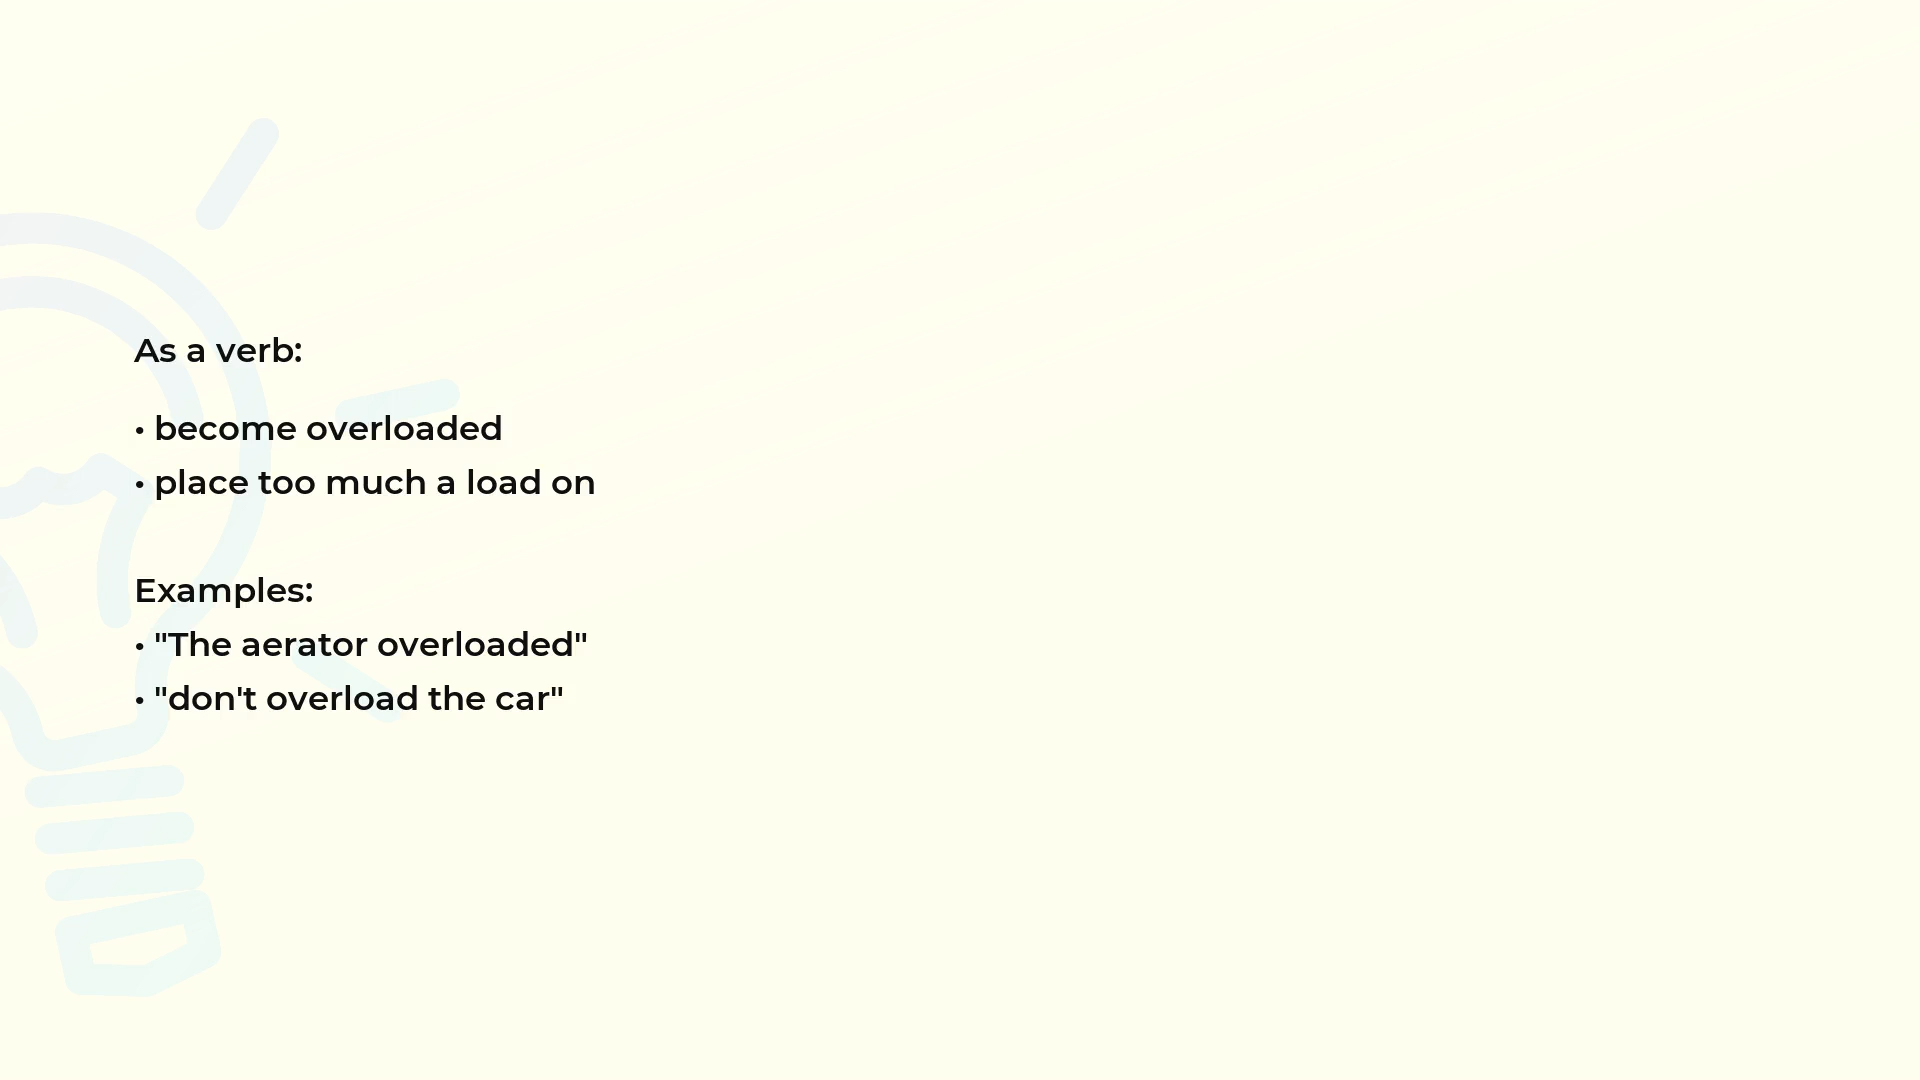 As a verb:
• become overloaded
• place too much a load on
Examples:
• "The aerator overloaded"
• "don't overload the car"